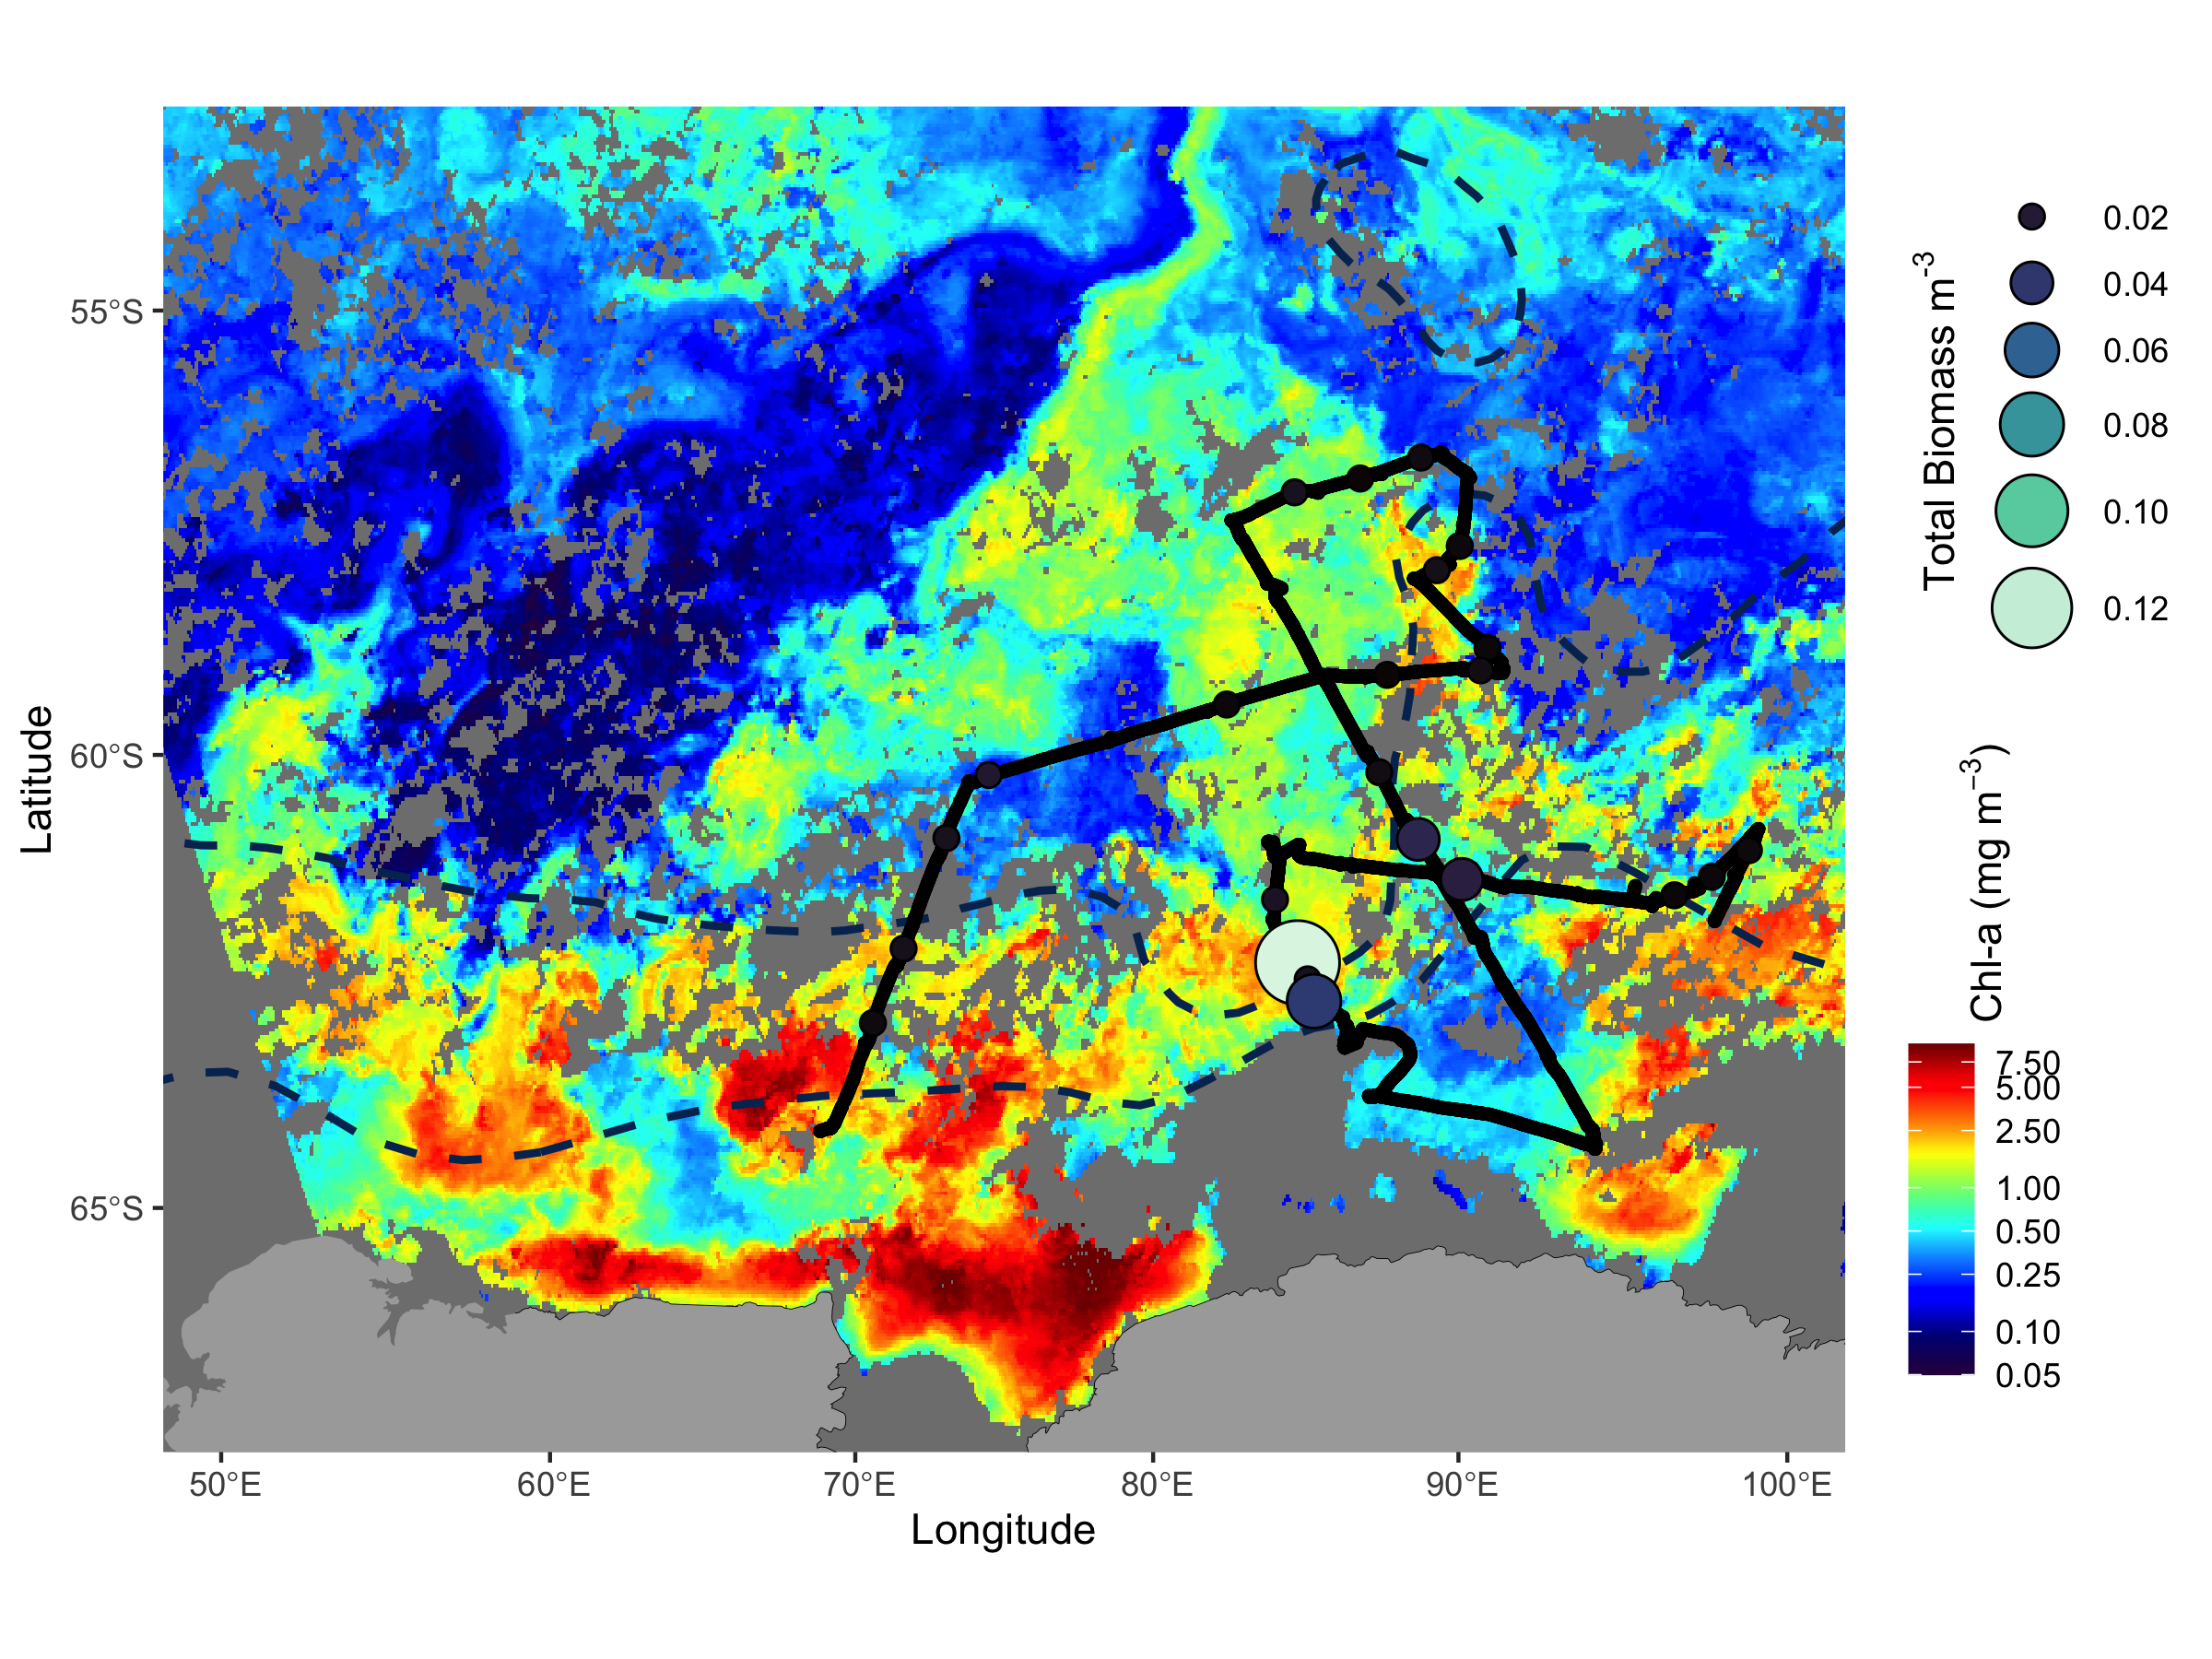 55°S
60°S
65°S
Latitude
50°E
60°E
70°E
80°E
90°E
100°E
Longitude
Total Biomass m-3
0.02
0.04
0.06
0.08
0.10
0.12
Chl-a (mg m−3)
7.50
5.00
2.50
1.00
0.50
0.25
0.10
0.05